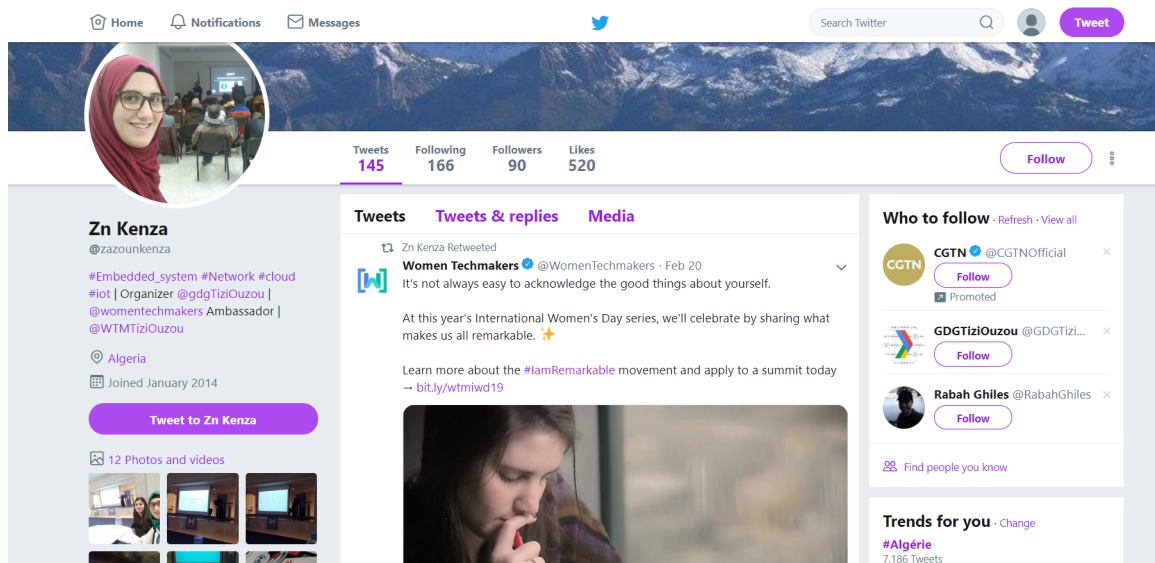 Home
Notifications
Messages
Search Twitter
Tweet
Tweets
145
Following
166
Followers
90
Likes
520
Follow
Zn Kenza
@zazounkenza
#Embedded_system #Network #cloud
#iot | Organizer @gdgTiziOuzou |
@womentechmakers Ambassador |
@WTMTiziOuzou
Algeria
Joined January 2014
Tweet to Zn Kenza
12 Photos and videos
Tweets Tweets & replies Media
Zn Kenza Retweeted
Women Techmakers @WomenTechmakers · Feb 20
It's not always easy to acknowledge the good things about yourself.
At this year's International Women's Day series, we'll celebrate by sharing what
makes us all remarkable. ✨
Learn more about the #IamRemarkable movement and apply to a summit today
→ bit.ly/wtmiwd19
Who to follow · Refresh · View all
CGTN
CGTN @CGTNOfficial
Follow
Promoted
GDGTiziOuzou @GDGTizi...
Follow
Rabah Ghiles @RabahGhiles
Follow
Find people you know
Trends for you · Change
#Algérie
7,186 Tweets